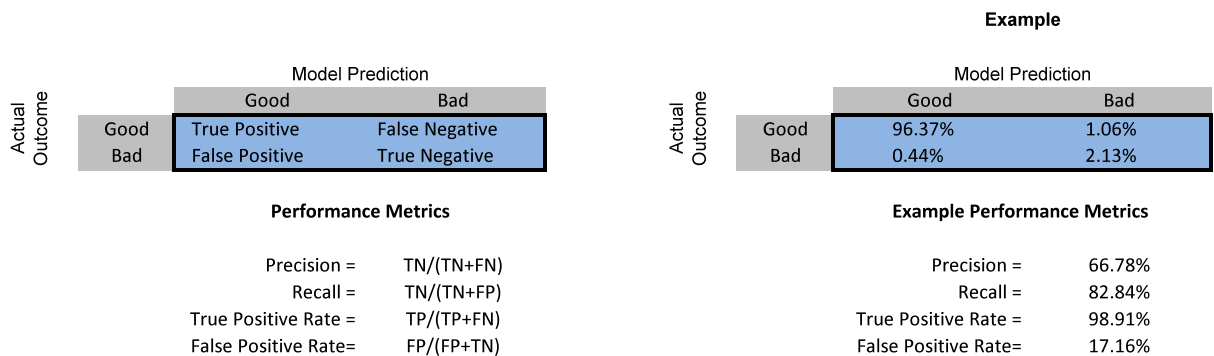 Example
Model Prediction
Good Bad
Actual
Outcome
Good True Positive False Negative
Bad False Positive True Negative
Model Prediction
Good Bad
Actual
Outcome
Good 96.37% 1.06%
Bad 0.44% 2.13%
Performance Metrics
Precision = TN/(TN+FN)
Recall = TN/(TN+FP)
True Positive Rate = TP/(TP+FN)
False Positive Rate= FP/(FP+TN)
Example Performance Metrics
Precision = 66.78%
Recall = 82.84%
True Positive Rate = 98.91%
False Positive Rate= 17.16%